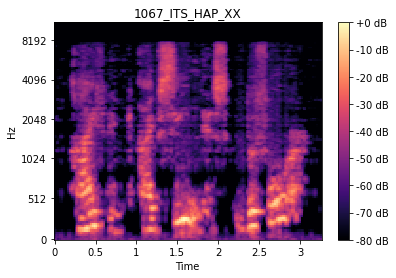 1067_ITS_HAP_XX
+0 dB
8192
-10 dB
4096
-20 dB
-30 dB
2048
Hz
-40 dB
1024
-50 dB
512
-60 dB
-70 dB
0
-80 dB
0 0.5 1 1.5 2 2.5 3
Time